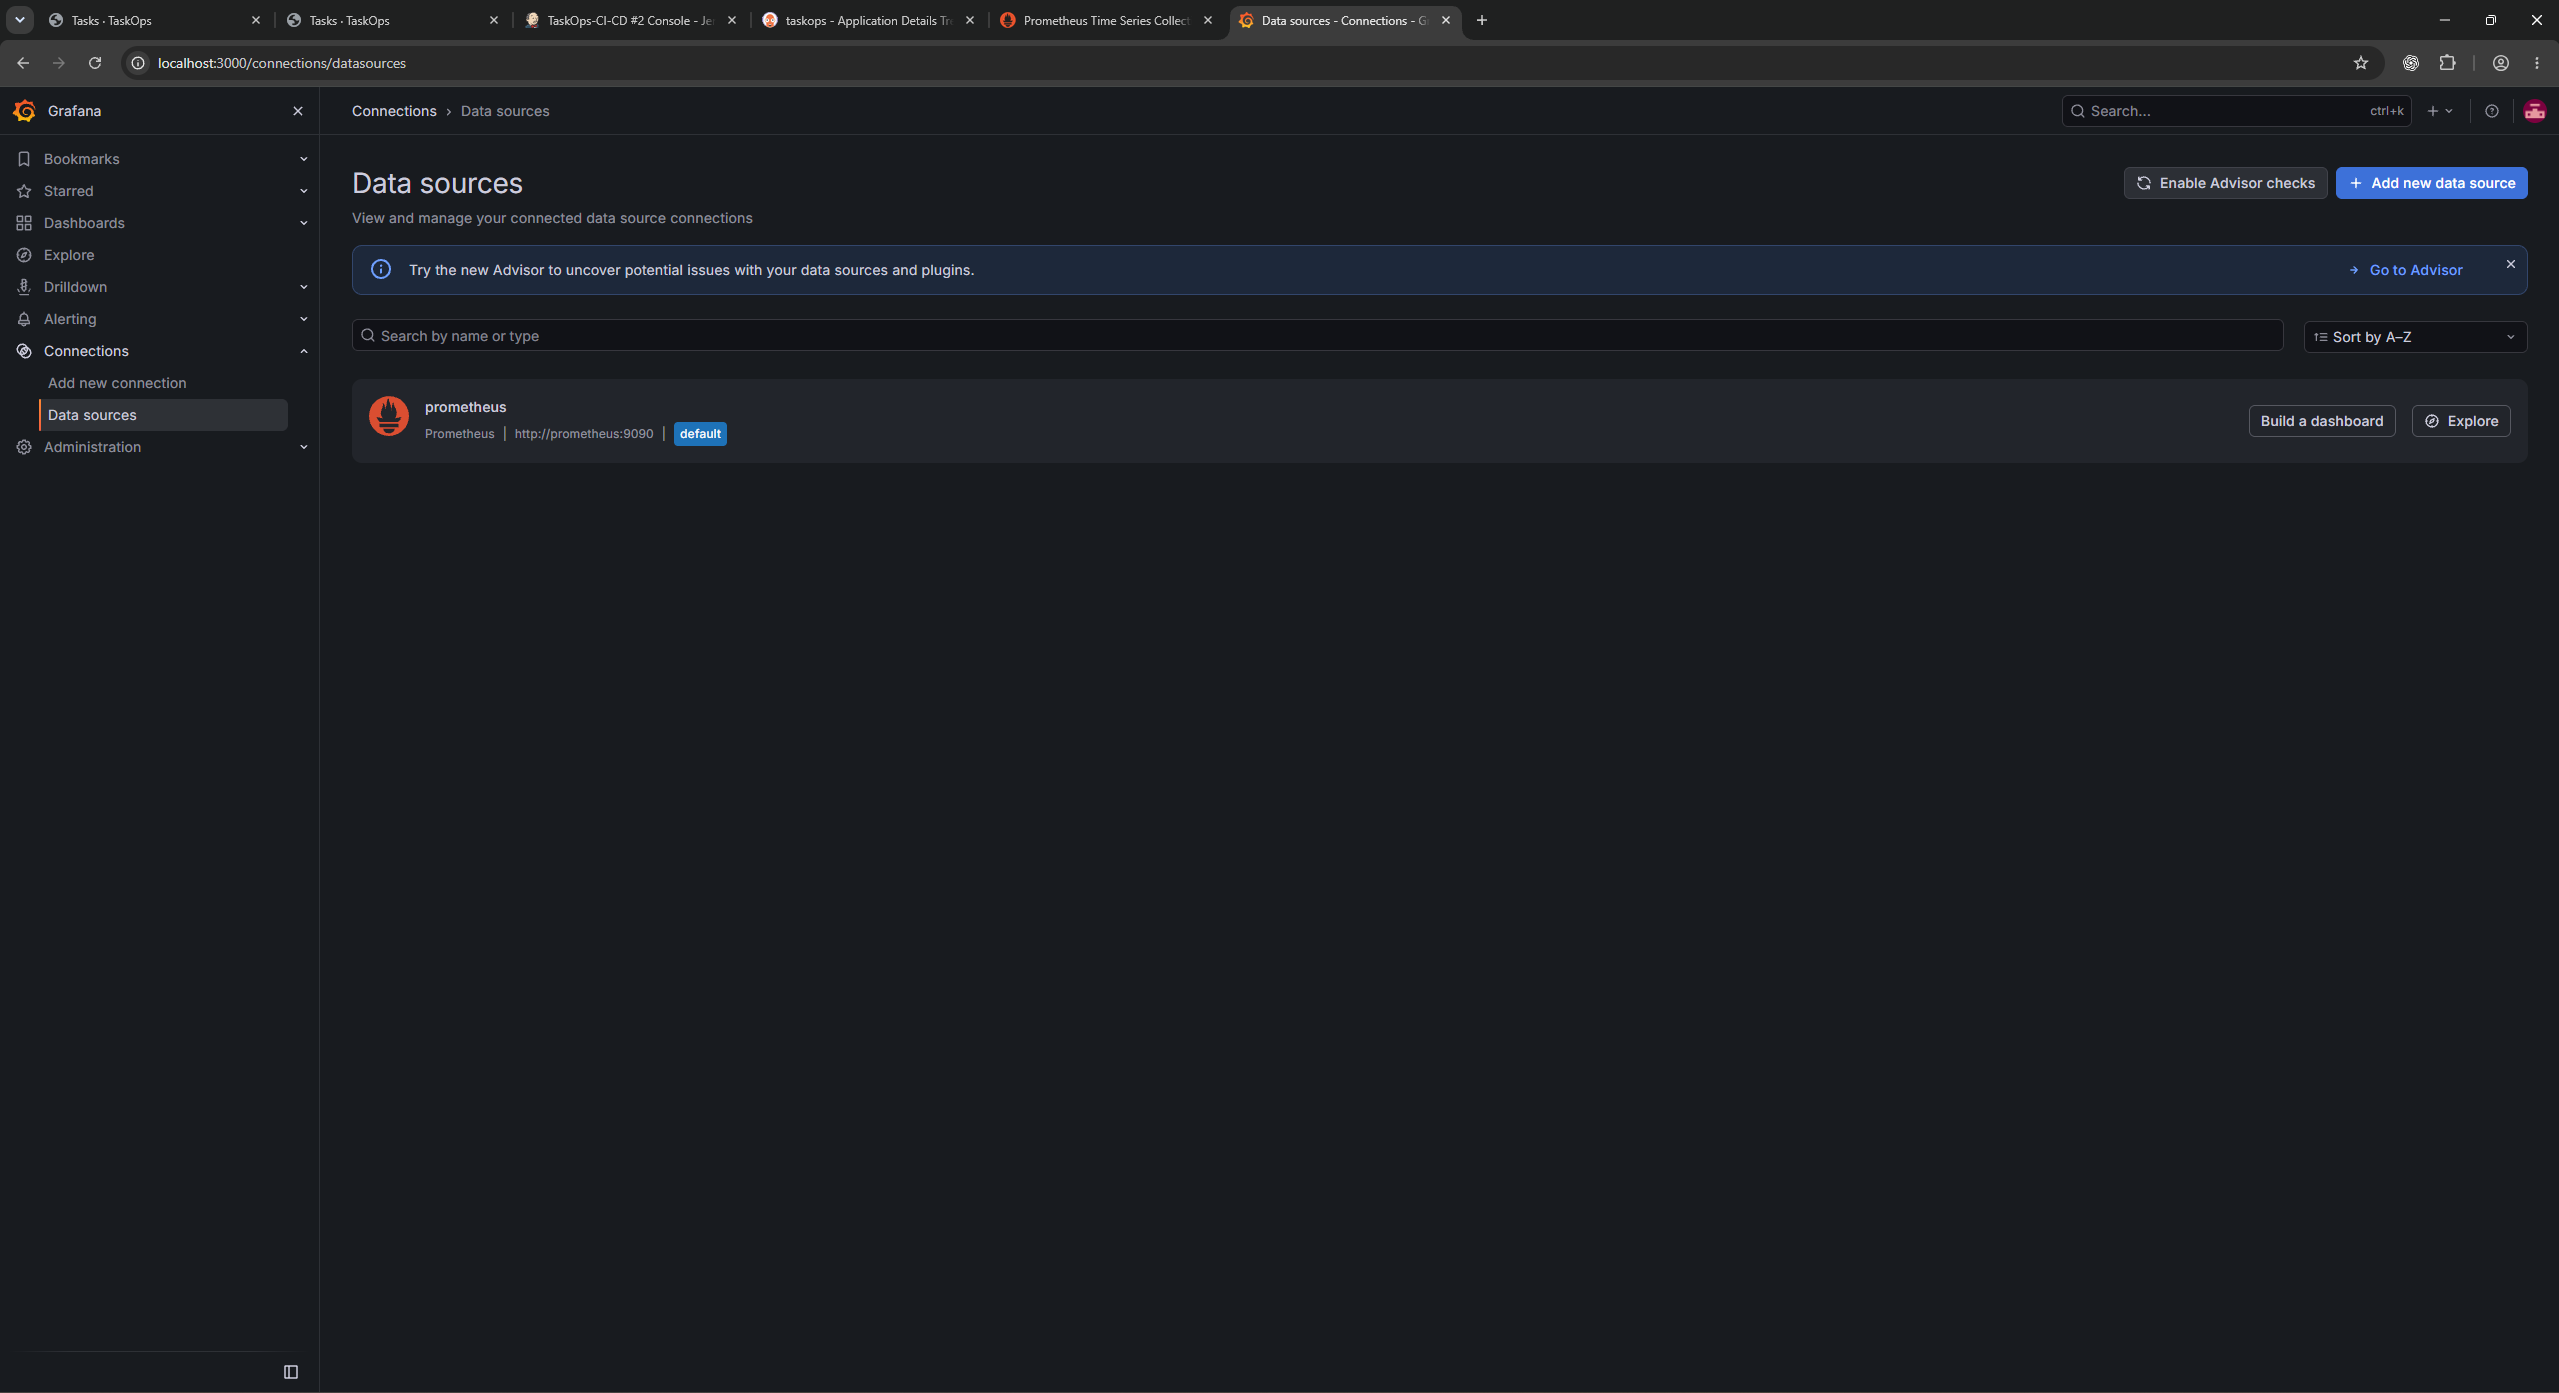 Tasks · TaskOps
Tasks · TaskOps
TaskOps-CI-CD #2 Console - Je
taskops - Application Details Tre
Prometheus Time Series Collect
Data sources - Connections - G
localhost:3000/connections/datasources
Grafana
Connections › Data sources
Search... ctrl+k
Bookmarks
Starred
Dashboards
Explore
Drilldown
Alerting
Connections
Add new connection
Data sources
Administration
Data sources
View and manage your connected data source connections
Enable Advisor checks
Add new data source
Try the new Advisor to uncover potential issues with your data sources and plugins.
Go to Advisor
Search by name or type
Sort by A–Z
prometheus
Prometheus | http://prometheus:9090 | default
Build a dashboard
Explore